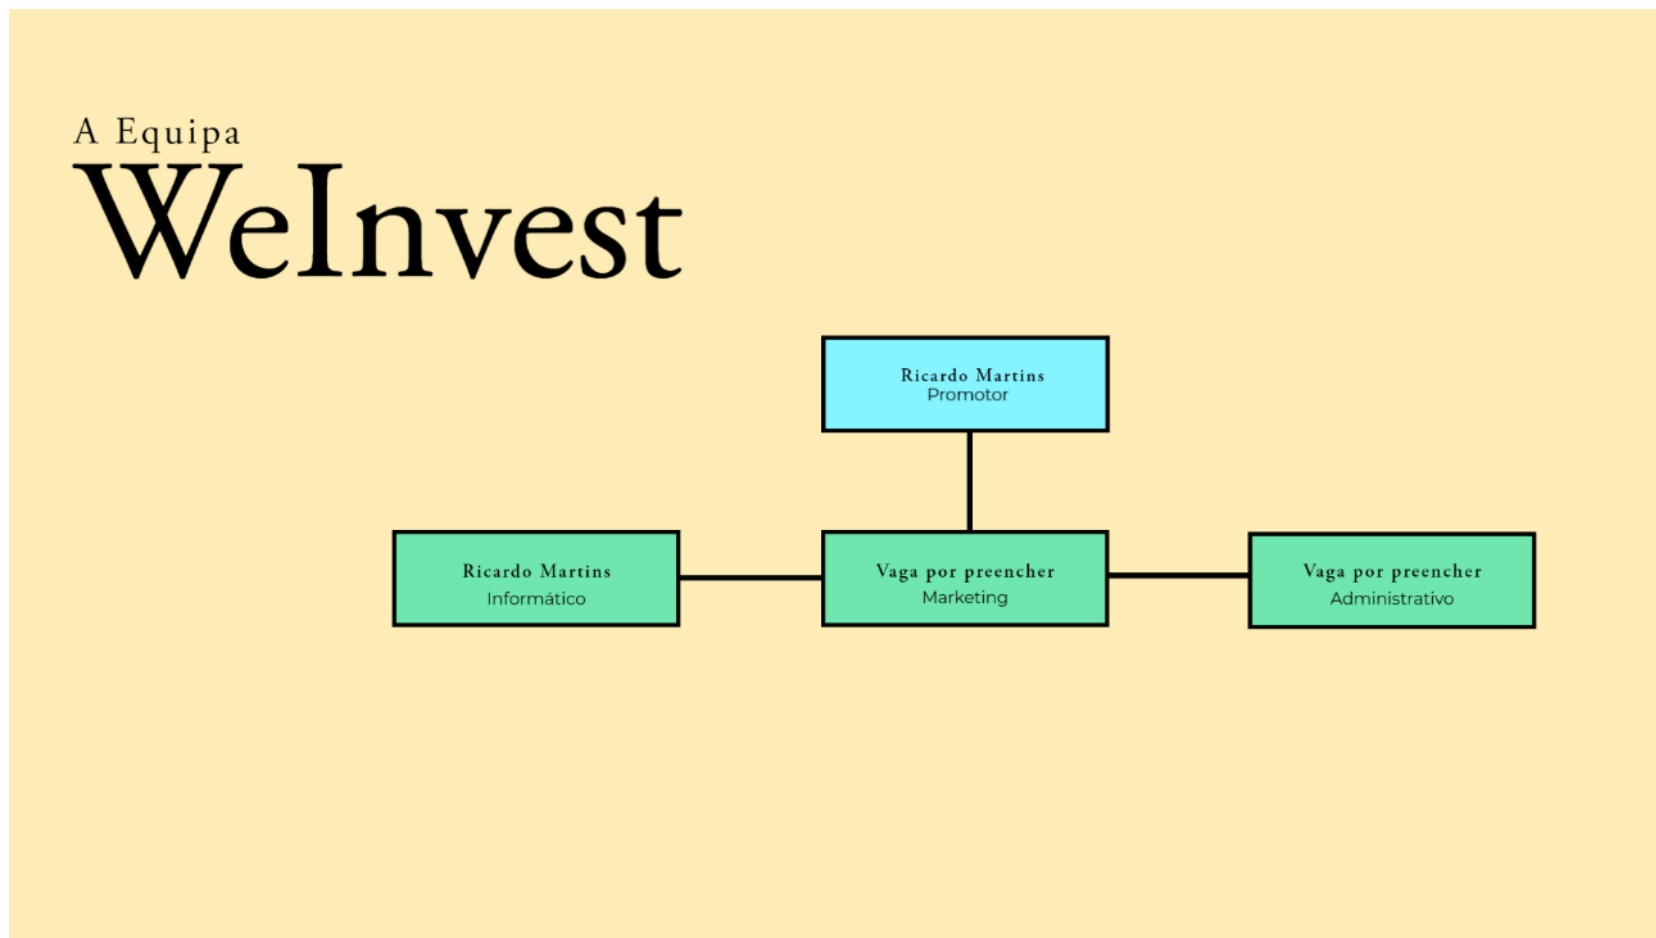 A Equipa
WeInvest
Ricardo Martins
Promotor
Ricardo Martins
Informático
Vaga por preencher
Marketing
Vaga por preencher
Administrativo